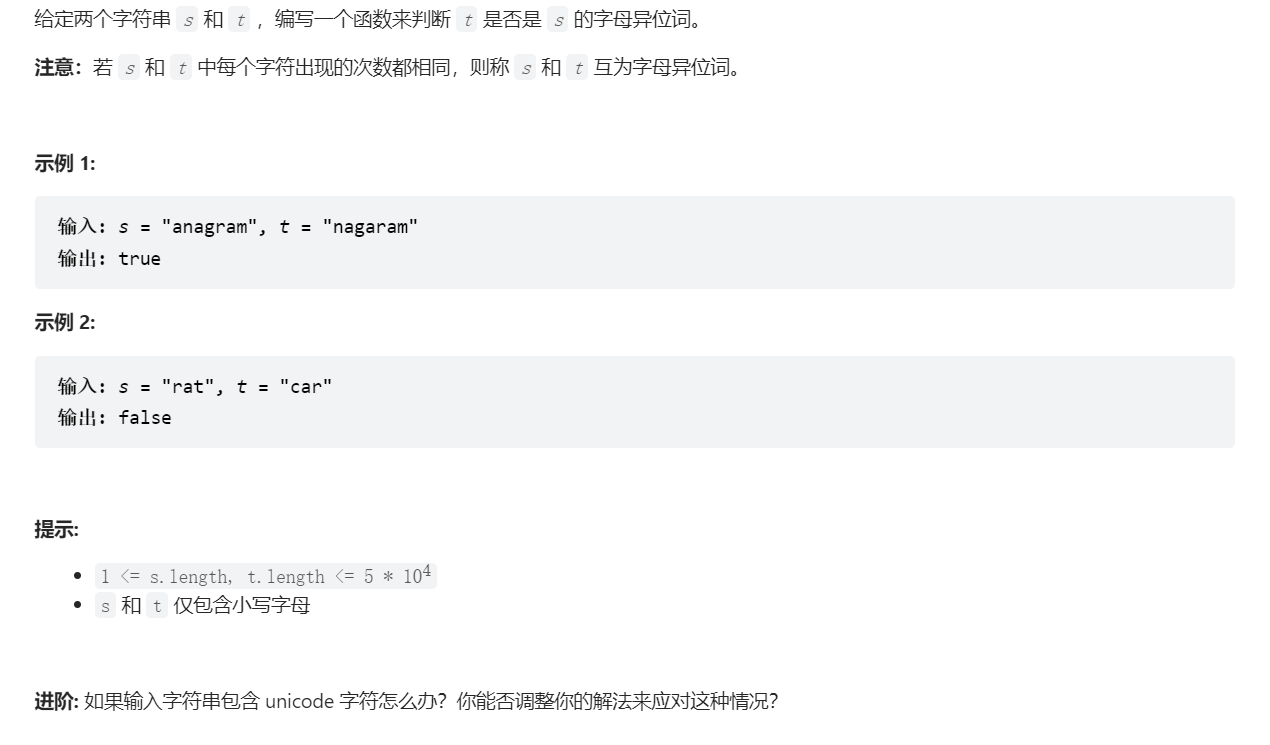 给定两个字符串 s 和 t ，编写一个函数来判断 t 是否是 s 的字母异位词。
注意：若 s 和 t 中每个字符出现的次数都相同，则称 s 和 t 互为字母异位词。
示例 1:
输入: s = "anagram", t = "nagaram"
输出: true
示例 2:
输入: s = "rat", t = "car"
输出: false
提示:
1 <= s.length, t.length <= 5 * 10⁴
s 和 t 仅包含小写字母
进阶: 如果输入字符串包含 unicode 字符怎么办？你能否调整你的解法来应对这种情况？